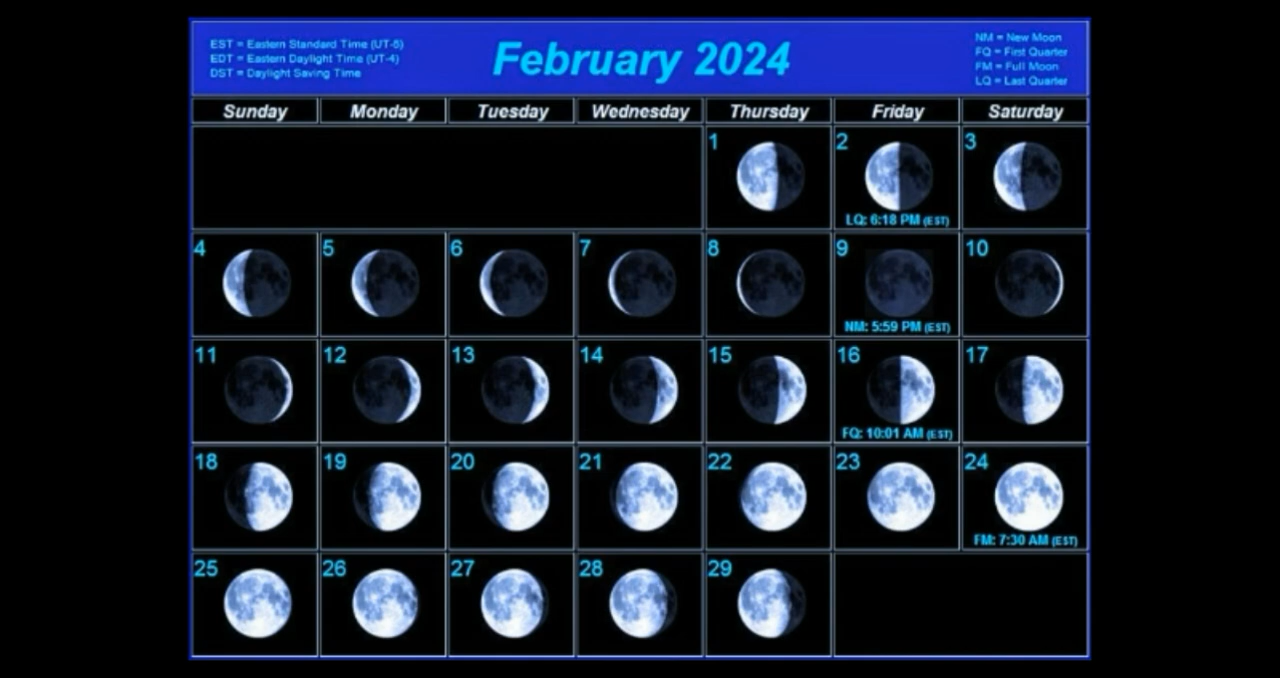 EST = Eastern Standard Time (UT-5)
EDT = Eastern Daylight Time (UT-4)
DST = Daylight Saving Time
February 2024
NM = New Moon
FQ = First Quarter
FM = Full Moon
LQ = Last Quarter
Sunday Monday Tuesday Wednesday Thursday Friday Saturday
1 2 3
LQ: 6:18 PM (EST)
4 5 6 7 8 9 10
NM: 5:59 PM (EST)
11 12 13 14 15 16 17
FQ: 10:01 AM (EST)
18 19 20 21 22 23 24
FM: 7:30 AM (EST)
25 26 27 28 29